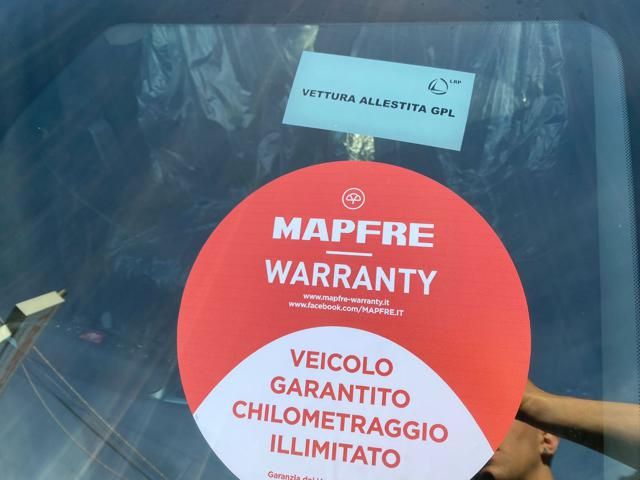 LRP
VETTURA ALLESTITA GPL
MAPFRE
WARRANTY
www.mapfre-warranty.it
www.facebook.com/MAPFRE.IT
VEICOLO
GARANTITO
CHILOMETRAGGIO
ILLIMITATO
Garanzia